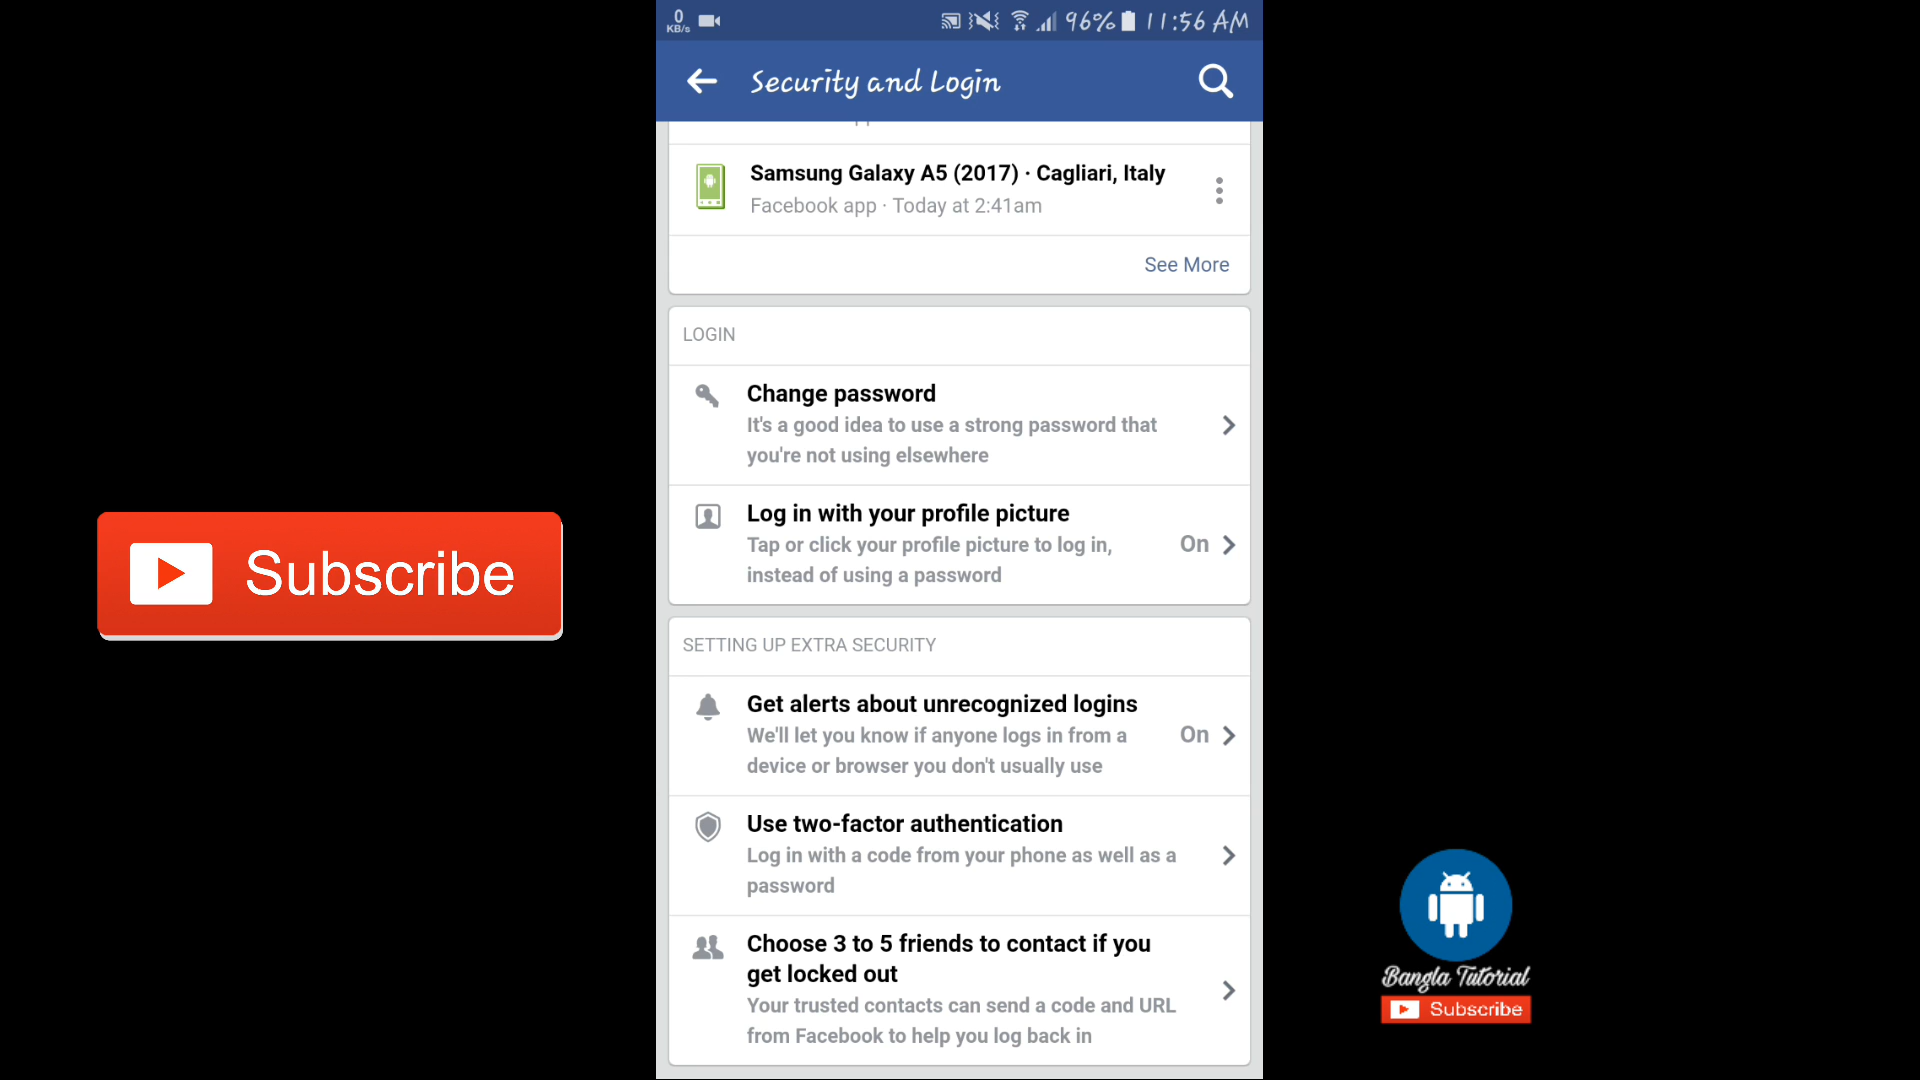 0
KB/s
96% 11:56 AM
Security and Login
Samsung Galaxy A5 (2017) · Cagliari, Italy
Facebook app · Today at 2:41am
See More
LOGIN
Change password
It's a good idea to use a strong password that
you're not using elsewhere
Log in with your profile picture
Tap or click your profile picture to log in,
instead of using a password
On
SETTING UP EXTRA SECURITY
Get alerts about unrecognized logins
We'll let you know if anyone logs in from a
device or browser you don't usually use
On
Use two-factor authentication
Log in with a code from your phone as well as a
password
Choose 3 to 5 friends to contact if you
get locked out
Your trusted contacts can send a code and URL
from Facebook to help you log back in
Subscribe
Bangla Tutorial
Subscribe